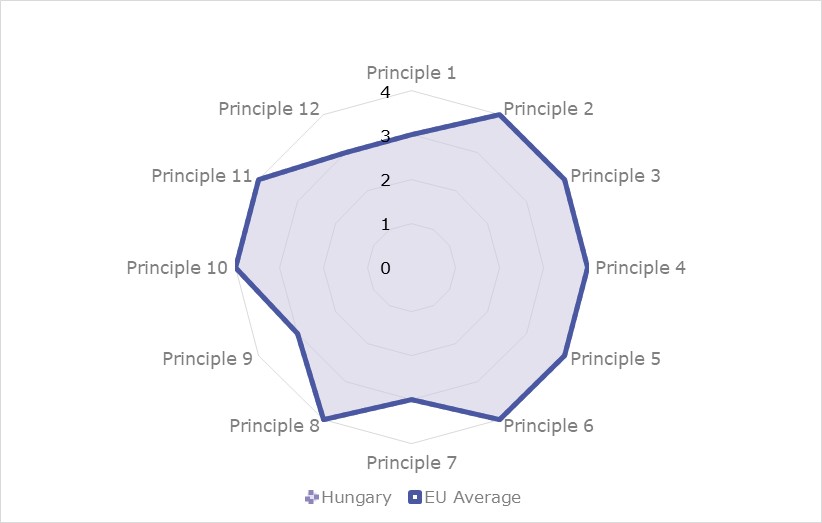 Principle 1
4
Principle 12
Principle 2
3
Principle 11
2
Principle 3
1
Principle 10
0
Principle 4
Principle 9
Principle 5
Principle 8
Principle 6
Principle 7
Hungary EU Average